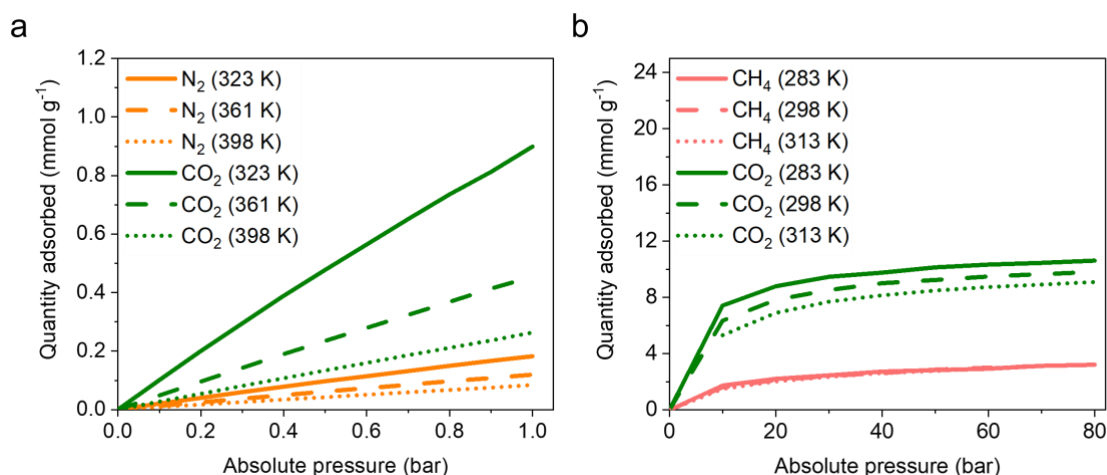 a
1.2
1.0
0.8
0.6
0.4
0.2
0.0
Quantity adsorbed (mmol g⁻¹)
N₂ (323 K)
N₂ (361 K)
N₂ (398 K)
CO₂ (323 K)
CO₂ (361 K)
CO₂ (398 K)
0.0 0.2 0.4 0.6 0.8 1.0
Absolute pressure (bar)
b
24
20
16
12
8
4
0
Quantity adsorbed (mmol g⁻¹)
CH₄ (283 K)
CH₄ (298 K)
CH₄ (313 K)
CO₂ (283 K)
CO₂ (298 K)
CO₂ (313 K)
0 20 40 60 80
Absolute pressure (bar)